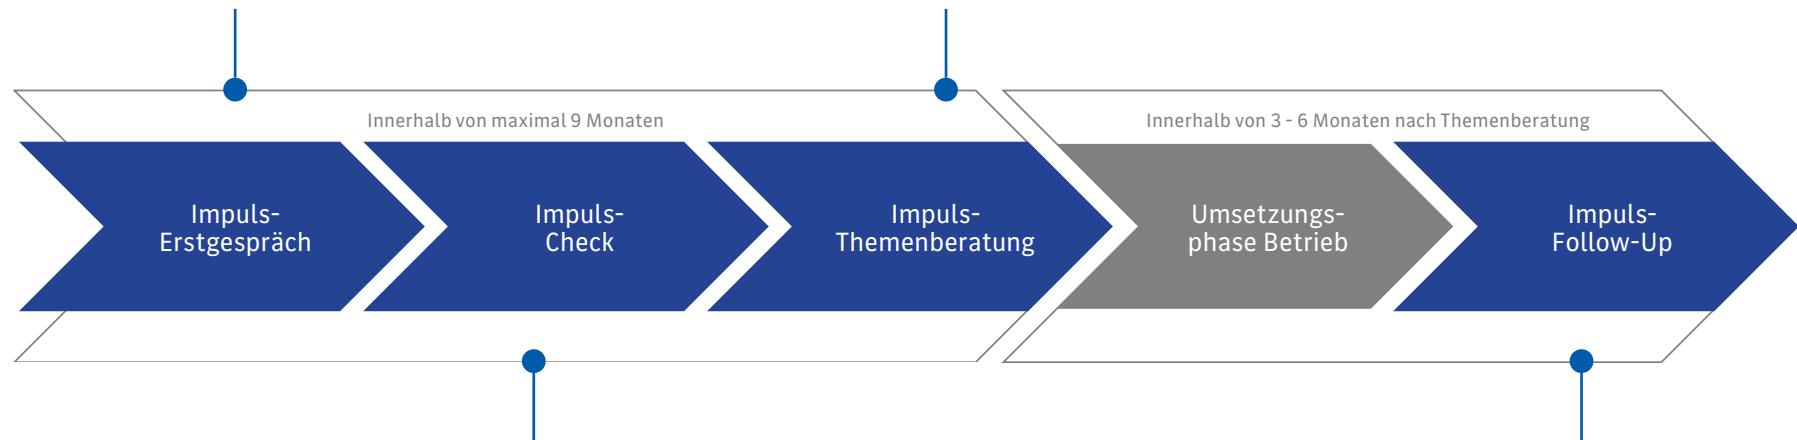 Innerhalb von maximal 9 Monaten
Innerhalb von 3 - 6 Monaten nach Themenberatung
Impuls-
Erstgespräch
Impuls-
Check
Impuls-
Themenberatung
Umsetzungs-
phase Betrieb
Impuls-
Follow-Up